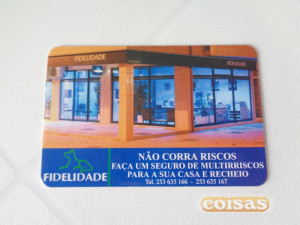 FIDELIDADE
FIDELIDADE
NÃO CORRA RISCOS
FAÇA UM SEGURO DE MULTIRRISCOS
PARA A SUA CASA E RECHEIO
Tel. 253 635 166 - 253 635 167
FIDELIDADE
coisas